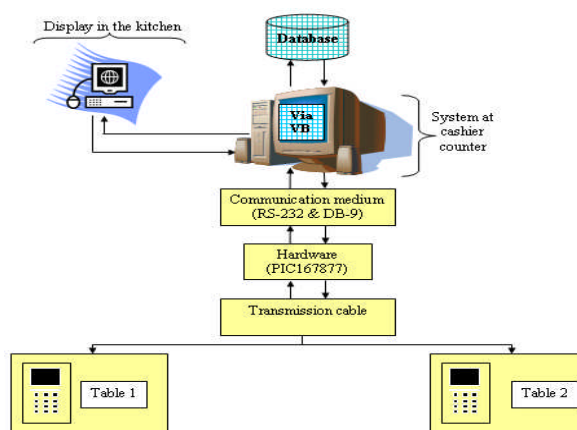 Display in the kitchen
Database
Via
VB
System at
cashier
counter
Communication medium
(RS-232 & DB-9)
Hardware
(PIC167877)
Transmission cable
Table 1
Table 2